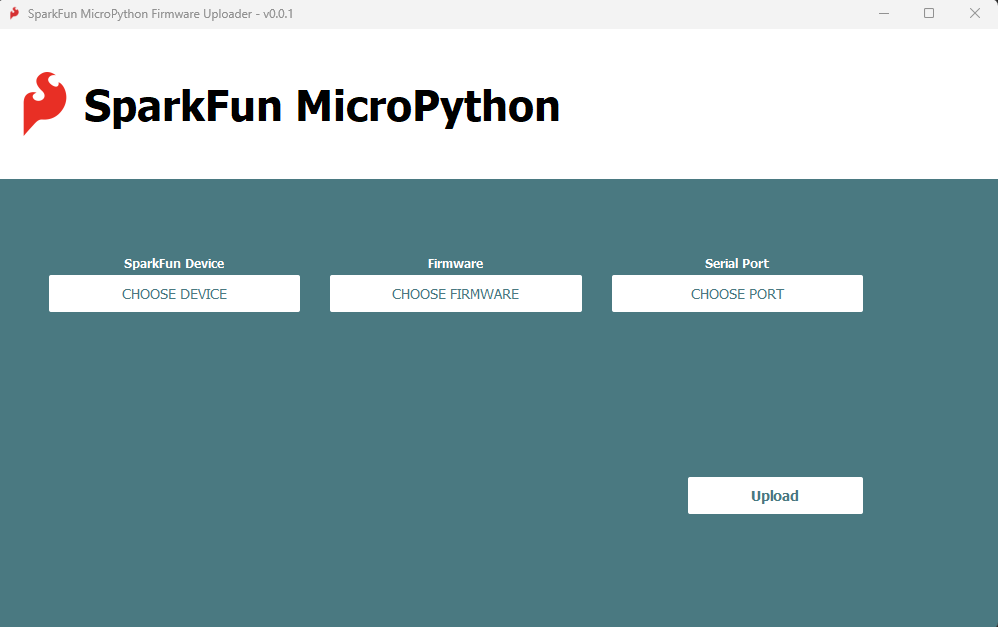 SparkFun MicroPython Firmware Uploader - v0.0.1
SparkFun MicroPython
SparkFun Device
Firmware
Serial Port
CHOOSE DEVICE
CHOOSE FIRMWARE
CHOOSE PORT
Upload